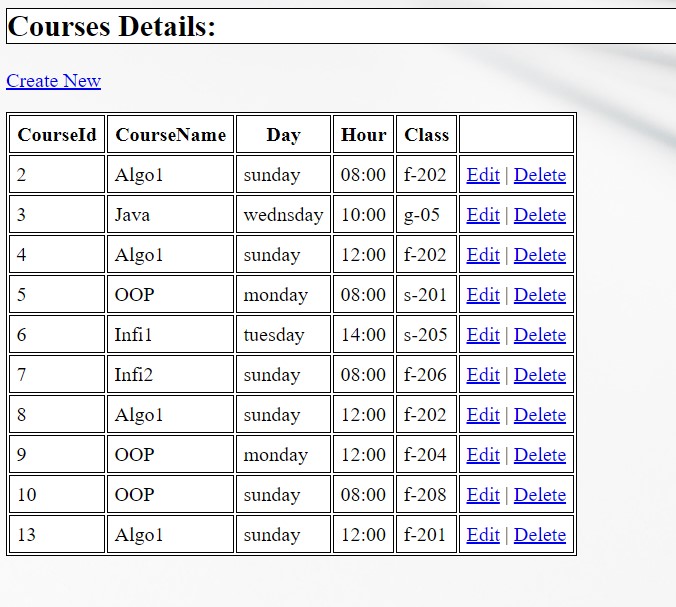 Courses Details:
Create New
CourseId CourseName Day Hour Class
2 Algo1 sunday 08:00 f-202 Edit | Delete
3 Java wednsday 10:00 g-05 Edit | Delete
4 Algo1 sunday 12:00 f-202 Edit | Delete
5 OOP monday 08:00 s-201 Edit | Delete
6 Infi1 tuesday 14:00 s-205 Edit | Delete
7 Infi2 sunday 08:00 f-206 Edit | Delete
8 Algo1 sunday 12:00 f-202 Edit | Delete
9 OOP monday 12:00 f-204 Edit | Delete
10 OOP sunday 08:00 f-208 Edit | Delete
13 Algo1 sunday 12:00 f-201 Edit | Delete